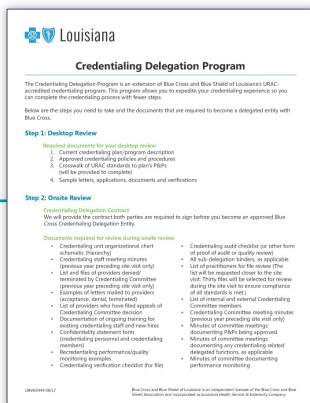 Louisiana
Credentialing Delegation Program
The Credentialing Delegation Program is an extension of Blue Cross and Blue Shield of Louisiana's URAC-
accredited credentialing program. This program allows you to expedite your credentialing experience so you
can complete the credentialing process with fewer steps.
Below are the steps you need to take and the documents that are required to become a delegated entity with
Blue Cross.
Step 1: Desktop Review
Required documents for your desktop review
1. Current credentialing plan/program description
2. Approved credentialing policies and procedures
3. Crosswalk of URAC standards to plan's P&Ps
(will be provided to complete)
4. Sample letters, applications, documents and verifications
Step 2: Onsite Review
Credentialing Delegation Contract
We will provide the contract both parties are required to sign before you become an approved Blue
Cross Credentialing Delegation Entity.
Documents required for review during onsite review
• Credentialing unit organizational chart
schematic (hierarchy)
• Credentialing staff meeting minutes
(previous year preceding site visit only)
• List and files of providers denied/
terminated by Credentialing Committee
(previous year preceding site visit only)
• Examples of letters mailed to providers
(acceptance, denial, terminated)
• List of providers who have filed appeals of
Credentialing Committee decision
• Documentation of ongoing training for
existing credentialing staff and new hires
• Confidentiality statement form
(credentialing personnel and credentialing
members)
• Recredentialing performance/quality
monitoring examples
• Credentialing verification checklist (for file)
• Credentialing audit checklist (or other form
of proof of audit or quality review)
• All sub-delegation binders, as applicable
• List of practitioners for file review (The
list will be requested closer to the site
visit. Thirty files will be selected for review
during the site visit to ensure compliance
of all standards is met.)
• List of internal and external Credentialing
Committee members
• Credentialing Committee meeting minutes
(previous year preceding site visit only)
• Minutes of committee meetings
documenting P&Ps being approved
• Minutes of committee meetings
documenting any credentialing related
delegated functions, as applicable
• Minutes of committee documenting
performance monitoring
Blue Cross and Blue Shield of Louisiana is an independent licensee of the Blue Cross and Blue
Shield Association and incorporated as Louisiana Health Service & Indemnity Company.